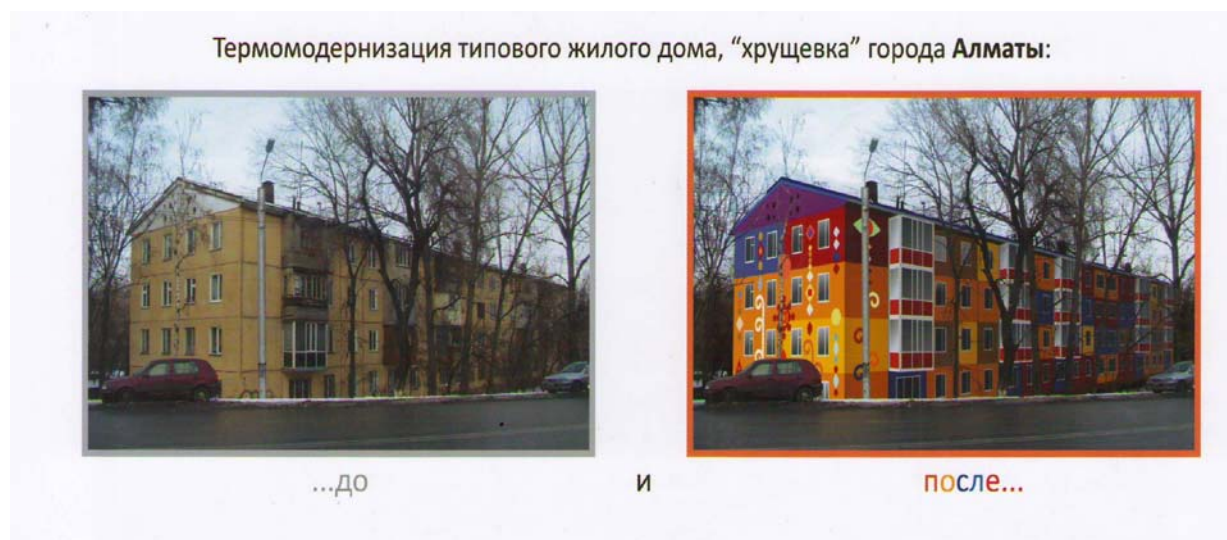 Термомодернизация типового жилого дома, “хрущевка” города Алматы:
...до
и
после...